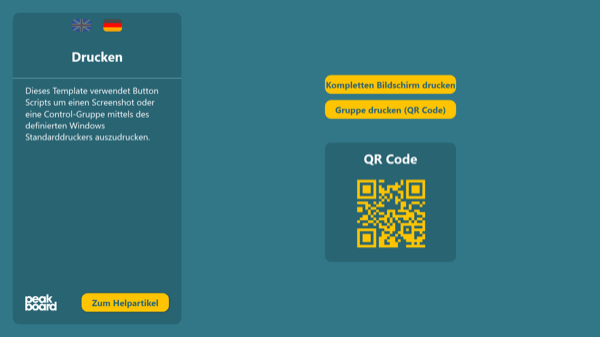 Drucken
Dieses Template verwendet Button
Scripts um einen Screenshot oder
eine Control-Gruppe mittels des
definierten Windows
Standarddruckers auszudrucken.
peak
board
Zum Helpartikel
Kompletten Bildschirm drucken
Gruppe drucken (QR Code)
QR Code